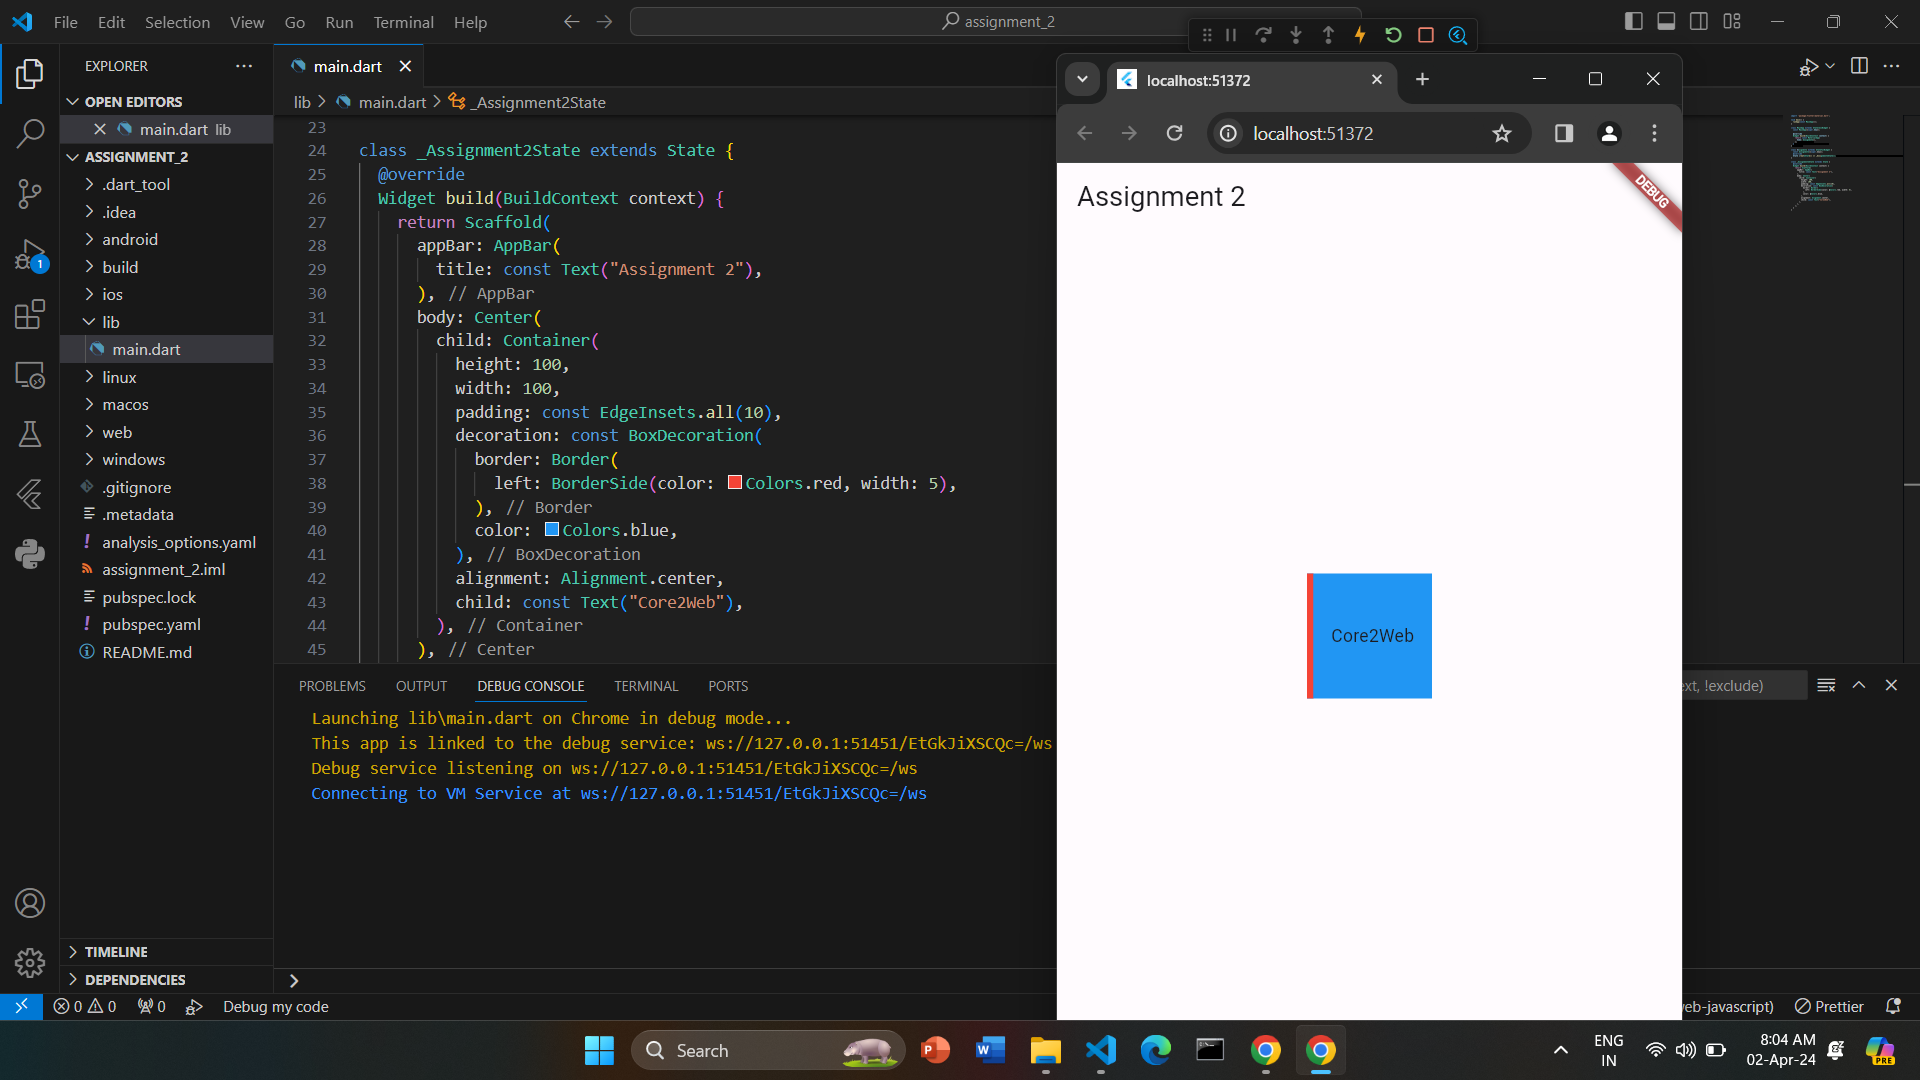 File Edit Selection View Go Run Terminal Help
assignment_2
EXPLORER
OPEN EDITORS
main.dart lib
ASSIGNMENT_2
.dart_tool
.idea
android
build
ios
lib
main.dart
linux
macos
web
windows
.gitignore
.metadata
analysis_options.yaml
assignment_2.iml
pubspec.lock
pubspec.yaml
README.md
TIMELINE
DEPENDENCIES
1
main.dart
lib > main.dart > _Assignment2State
23
24 class _Assignment2State extends State {
25 @override
26 Widget build(BuildContext context) {
27 return Scaffold(
28 appBar: AppBar(
29 title: const Text("Assignment 2"),
30 ), // AppBar
31 body: Center(
32 child: Container(
33 height: 100,
34 width: 100,
35 padding: const EdgeInsets.all(10),
36 decoration: const BoxDecoration(
37 border: Border(
38 left: BorderSide(color: Colors.red, width: 5),
39 ), // Border
40 color: Colors.blue,
41 ), // BoxDecoration
42 alignment: Alignment.center,
43 child: const Text("Core2Web"),
44 ), // Container
45 ), // Center
PROBLEMS OUTPUT DEBUG CONSOLE TERMINAL PORTS
ext, !exclude)
Launching lib\main.dart on Chrome in debug mode...
This app is linked to the debug service: ws://127.0.0.1:51451/EtGkJiXSCQc=/ws
Debug service listening on ws://127.0.0.1:51451/EtGkJiXSCQc=/ws
Connecting to VM Service at ws://127.0.0.1:51451/EtGkJiXSCQc=/ws
localhost:51372
localhost:51372
Assignment 2
DEBUG
Core2Web
0 0 0 Debug my code
web-javascript) Prettier
Search
ENG
IN
8:04 AM
02-Apr-24
PRE